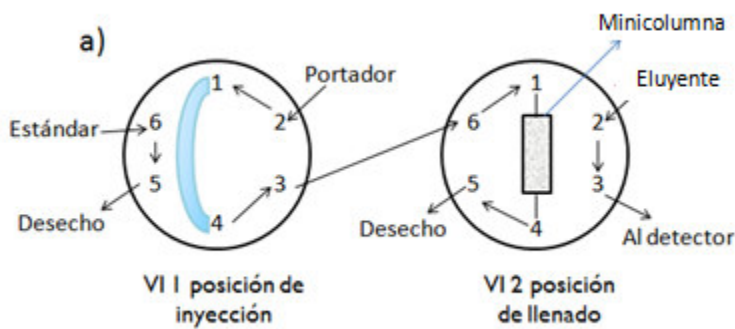 a)
Minicolumna
Portador
Eluyente
Estándar
1
2
3
4
5
6
Desecho
1
2
3
4
5
6
Desecho
Al detector
VI 1 posición de
inyección
VI 2 posición
de llenado